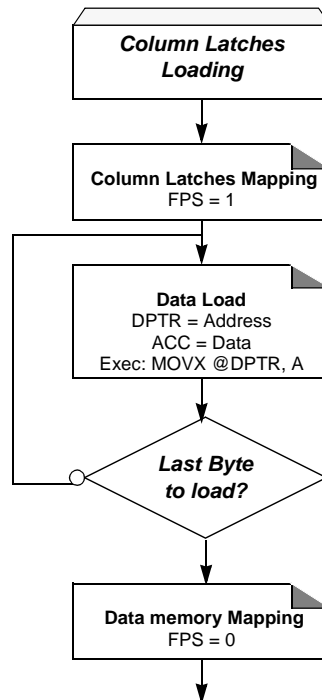 Column Latches
Loading
Column Latches Mapping
FPS = 1
Data Load
DPTR = Address
ACC = Data
Exec: MOVX @DPTR, A
Last Byte
to load?
Data memory Mapping
FPS = 0